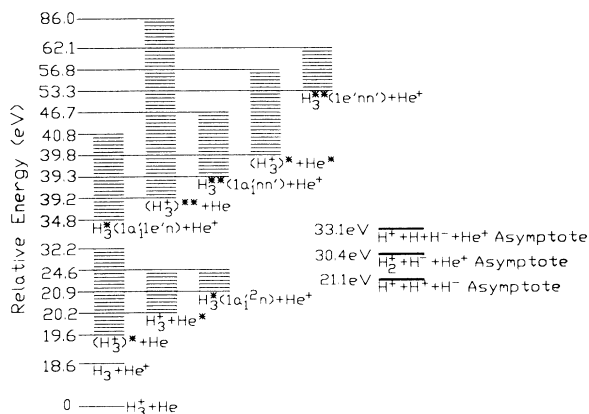 Relative Energy (eV)
86.0
62.1
56.8
53.3
46.7
40.8
39.8
39.3
39.2
34.8
32.2
24.6
20.9
20.2
19.6
18.6
0
H₃**(1e'nn')+He⁺
(H₃⁺)*+He*
H₃**(1a₁'nn')+He⁺
(H₃⁺)**+He
H₃*(1a₁'1e'n)+He⁺
H₃*(1a₁'²n)+He⁺
H₃⁺+He*
(H₃⁺)*+He
H₃+He⁺
H₃⁺+He
33.1eV H⁺+H+H⁻+He⁺ Asymptote
30.4eV H₂⁺+H⁻+He⁺ Asymptote
21.1eV H⁺+H⁺+H⁻ Asymptote